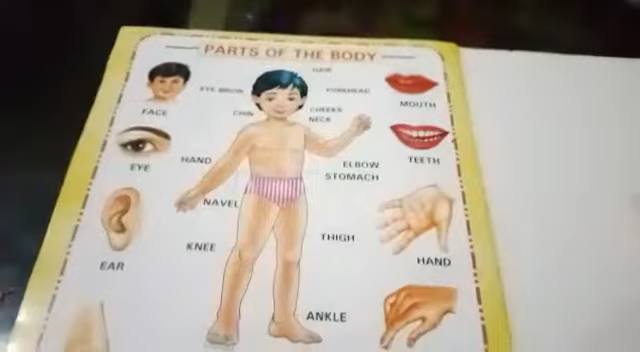 PARTS OF THE BODY
HAIR
EYE BROW
FOREHEAD
MOUTH
FACE
CHIN
CHEEKS
NECK
EYE
HAND
ELBOW
TEETH
STOMACH
NAVEL
KNEE
THIGH
EAR
HAND
ANKLE